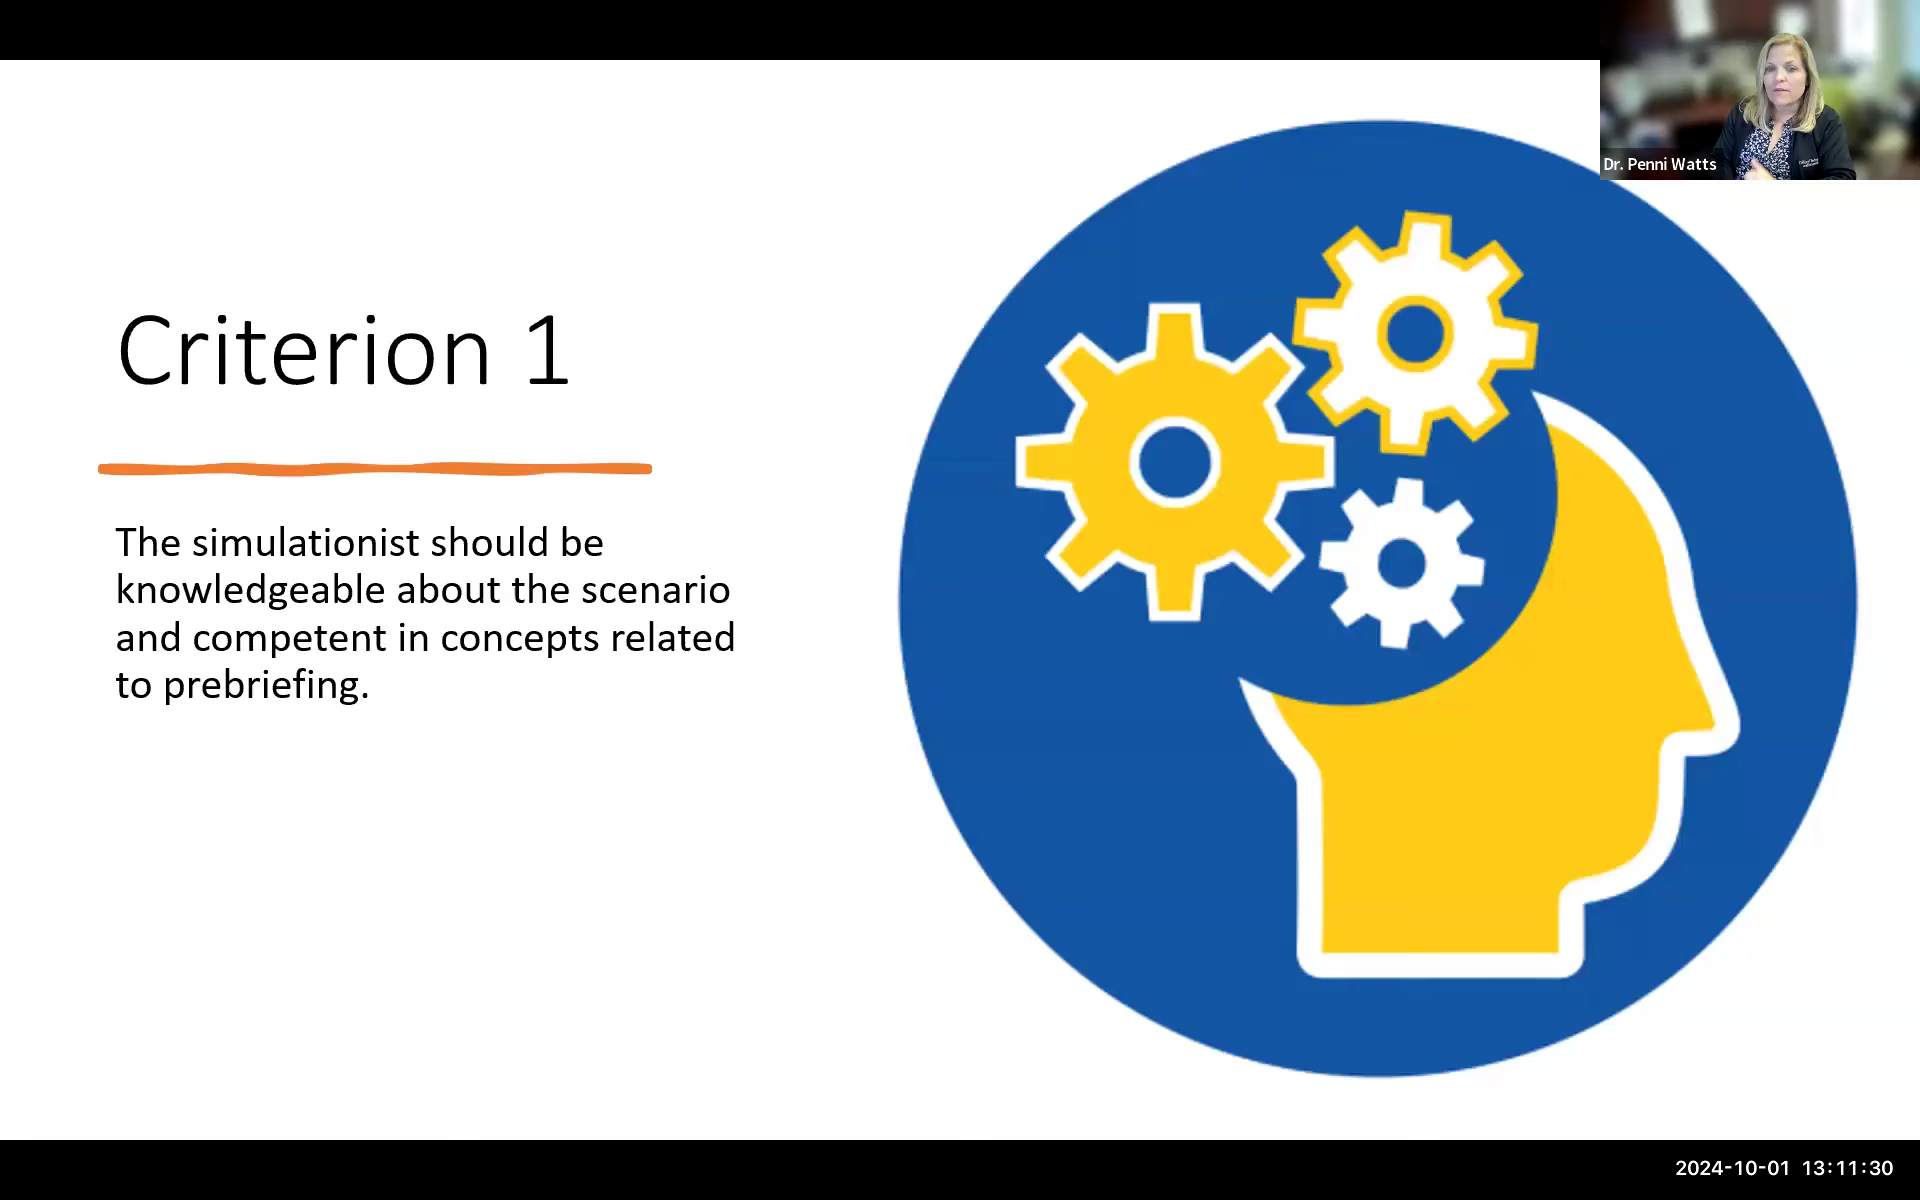 Dr. Penni Watts
Criterion 1
The simulationist should be
knowledgeable about the scenario
and competent in concepts related
to prebriefing.
2024-10-01 13:11:30